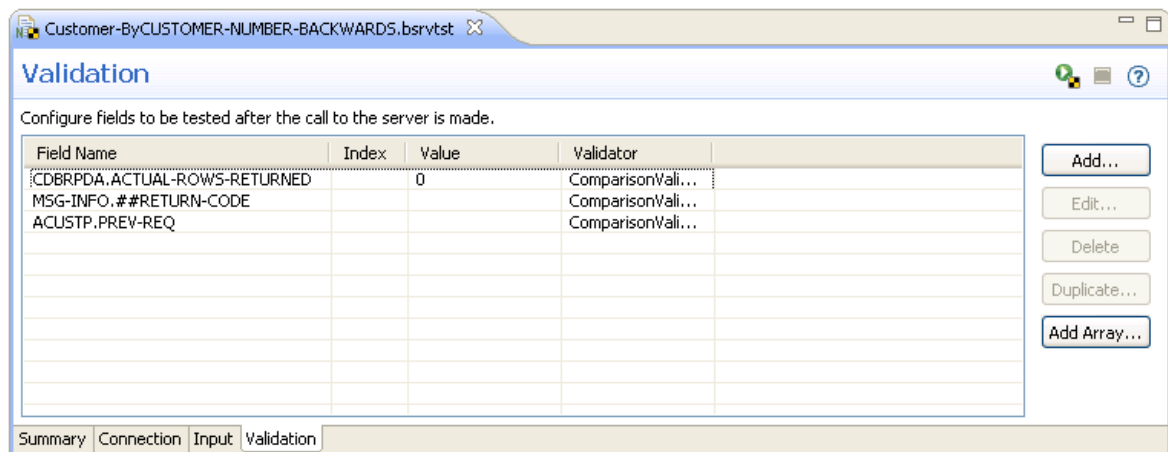 Customer-ByCUSTOMER-NUMBER-BACKWARDS.bsrvtst
Validation
Configure fields to be tested after the call to the server is made.
Field Name Index Value Validator
CDBRPDA.ACTUAL-ROWS-RETURNED 0 ComparisonVali...
MSG-INFO.##RETURN-CODE ComparisonVali...
ACUSTP.PREV-REQ ComparisonVali...
Add...
Edit...
Delete
Duplicate...
Add Array...
Summary Connection Input Validation